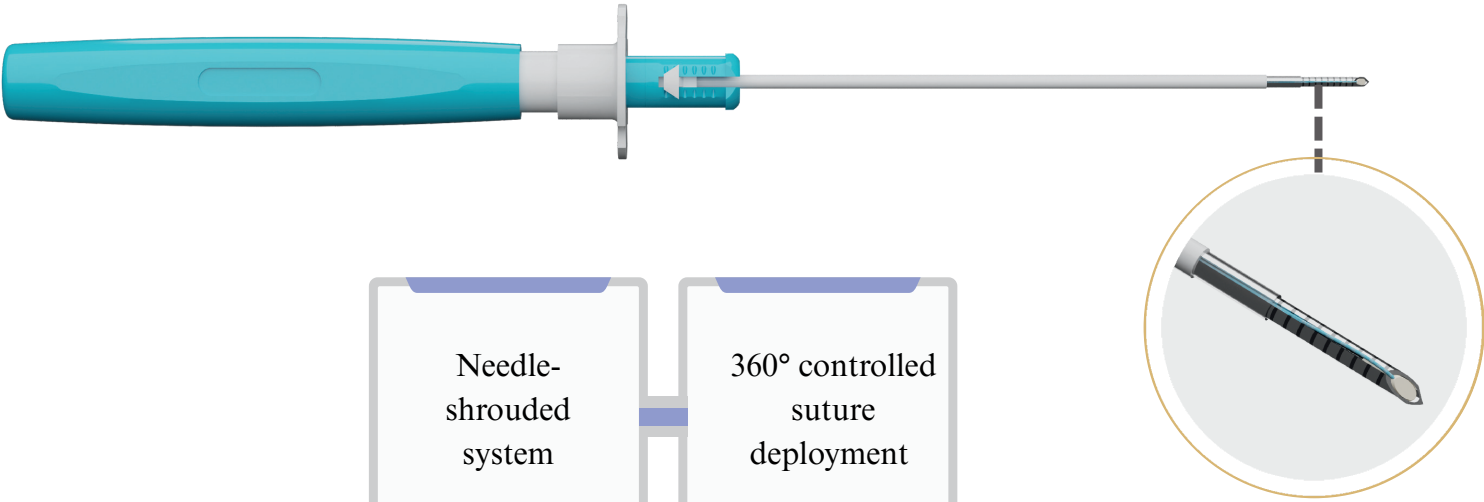 Needle-
shrouded
system
360° controlled
suture
deployment